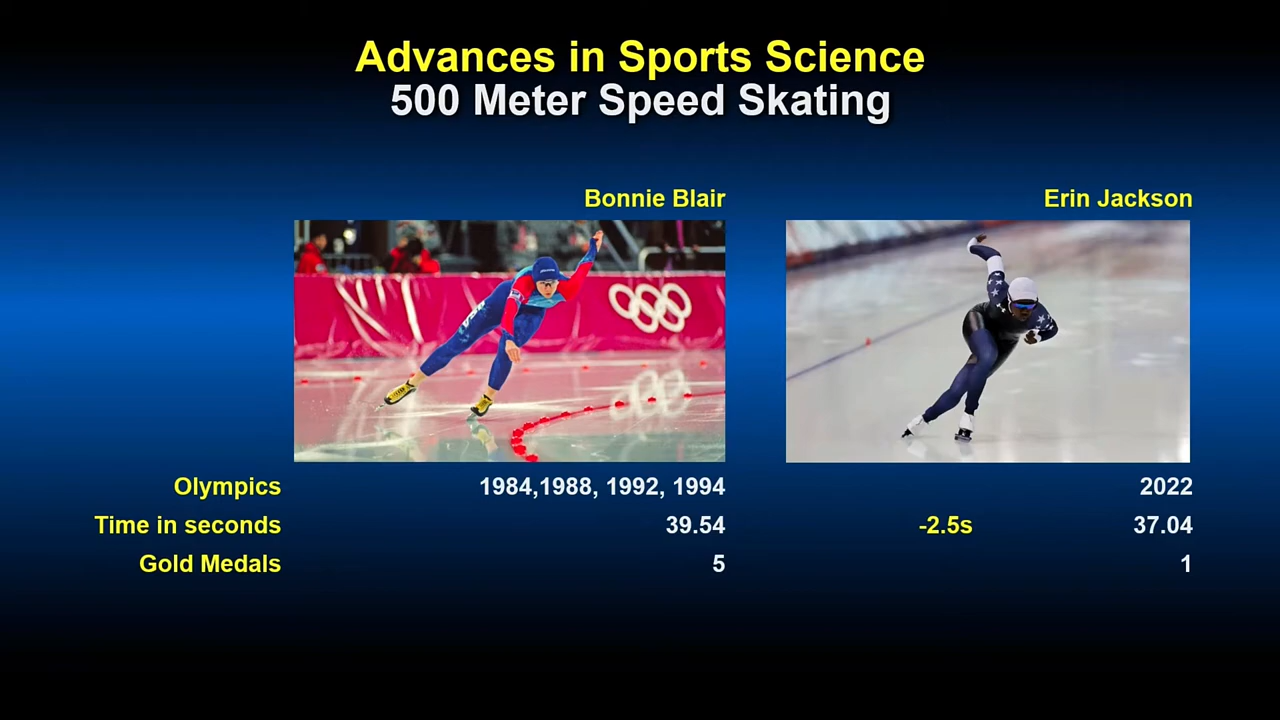 Advances in Sports Science
500 Meter Speed Skating
Bonnie Blair Erin Jackson
Olympics 1984,1988, 1992, 1994 2022
Time in seconds 39.54 -2.5s 37.04
Gold Medals 5 1